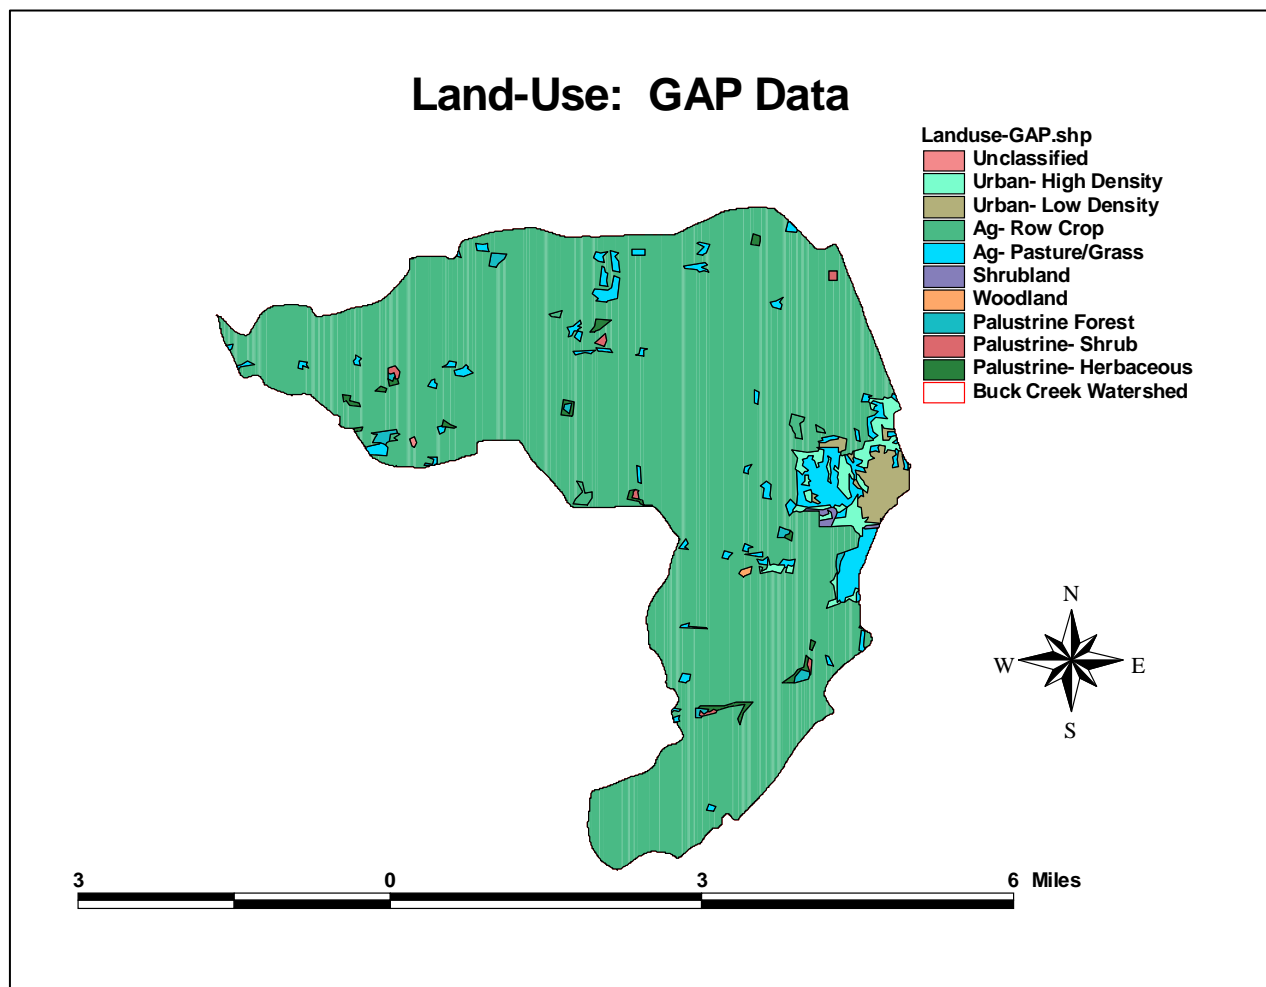 Land-Use:  GAP Data
Landuse-GAP.shp
Unclassified
Urban- High Density
Urban- Low Density
Ag- Row Crop
Ag- Pasture/Grass
Shrubland
Woodland
Palustrine Forest
Palustrine- Shrub
Palustrine- Herbaceous
Buck Creek Watershed
N
W E
S
3 0 3 6 Miles